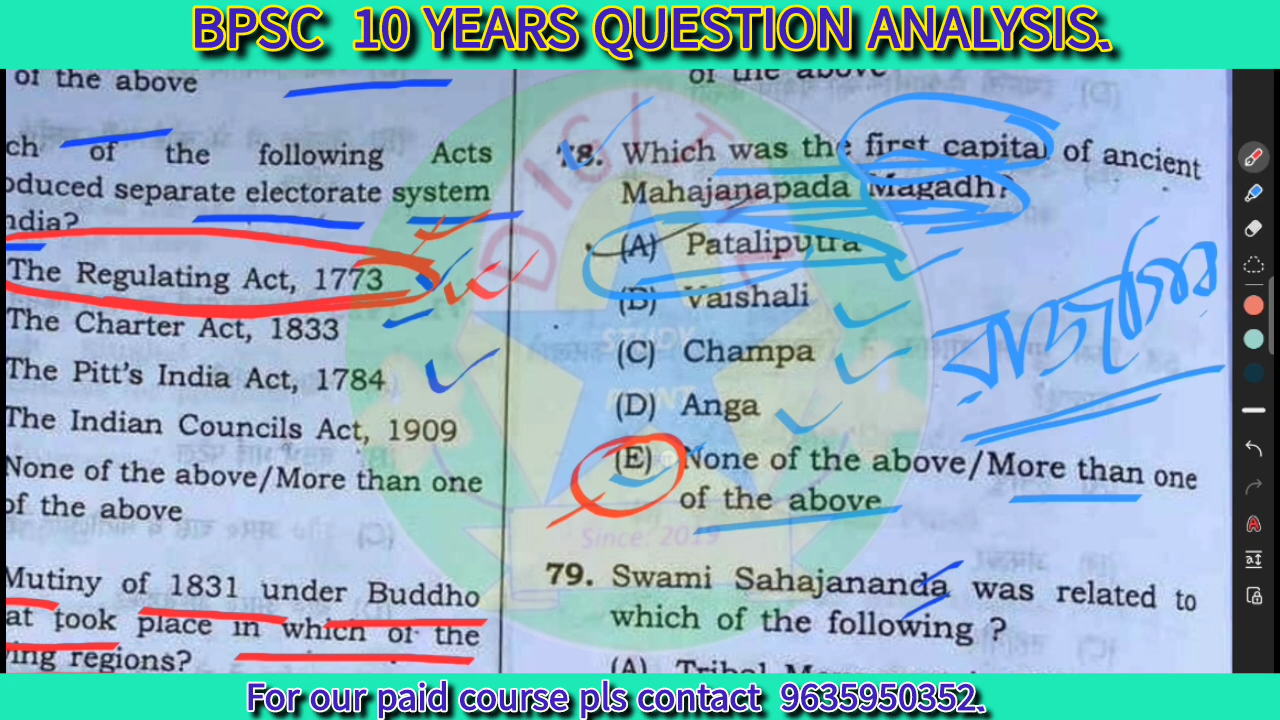 BPSC 10 YEARS QUESTION ANALYSIS.
of the above
ch of the following Acts
oduced separate electorate system
ndia?
The Regulating Act, 1773
The Charter Act, 1833
The Pitt's India Act, 1784
The Indian Councils Act, 1909
None of the above/More than one
of the above
Mutiny of 1831 under Buddho
at took place in which of the
ing regions?
of the above
78. Which was the first capital of ancient
Mahajanapada Magadh?
(A) Pataliputra
(B) Vaishali
(C) Champa
(D) Anga
(E) None of the above/More than one
of the above
79. Swami Sahajananda was related to
which of the following ?
(A) Tribal
STUDY
POINT
Since: 2019
For our paid course pls contact 9635950352.